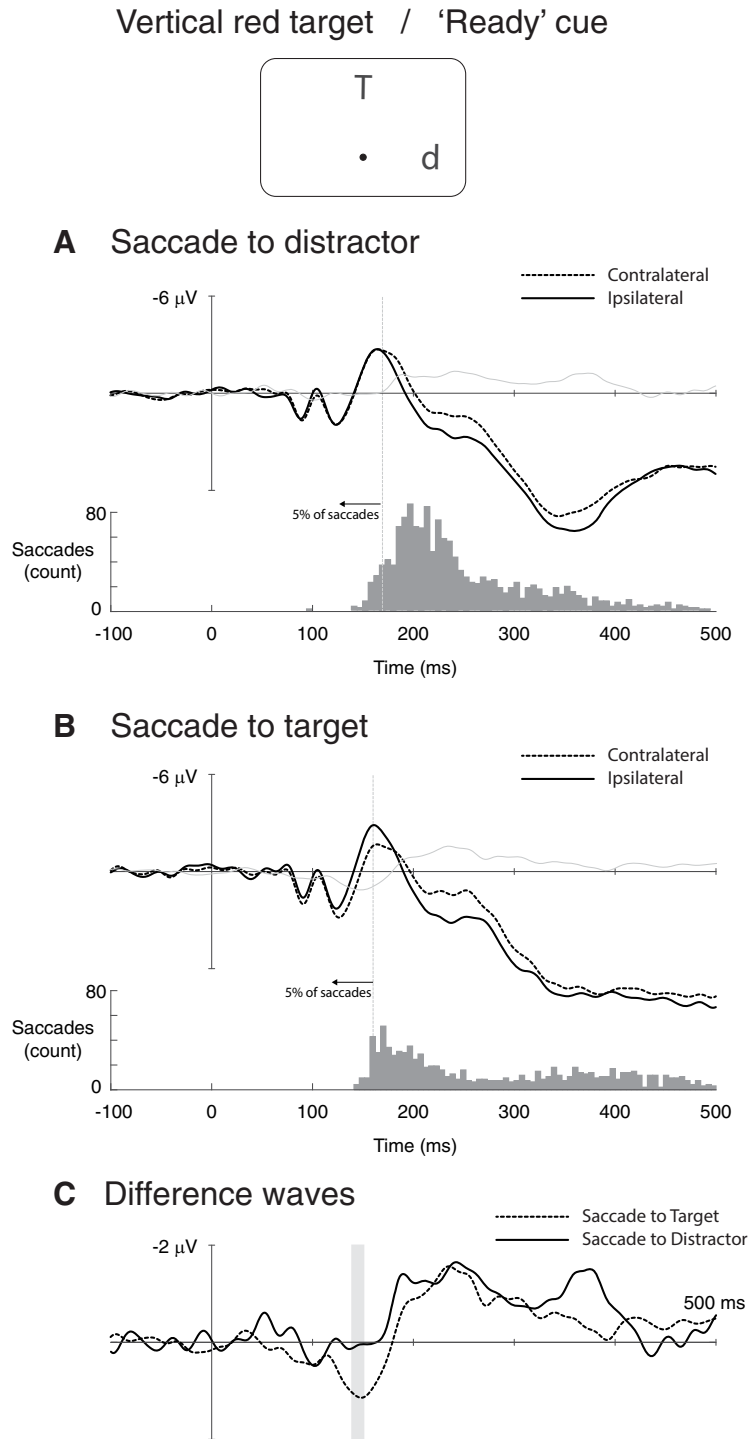 Vertical red target / ‘Ready’ cue
T
d
A Saccade to distractor
Contralateral
Ipsilateral
-6 µV
5% of saccades
80
Saccades
(count)
0
-100 0 100 200 300 400 500
Time (ms)
B Saccade to target
Contralateral
Ipsilateral
-6 µV
5% of saccades
80
Saccades
(count)
0
-100 0 100 200 300 400 500
Time (ms)
C Difference waves
Saccade to Target
Saccade to Distractor
-2 µV
500 ms